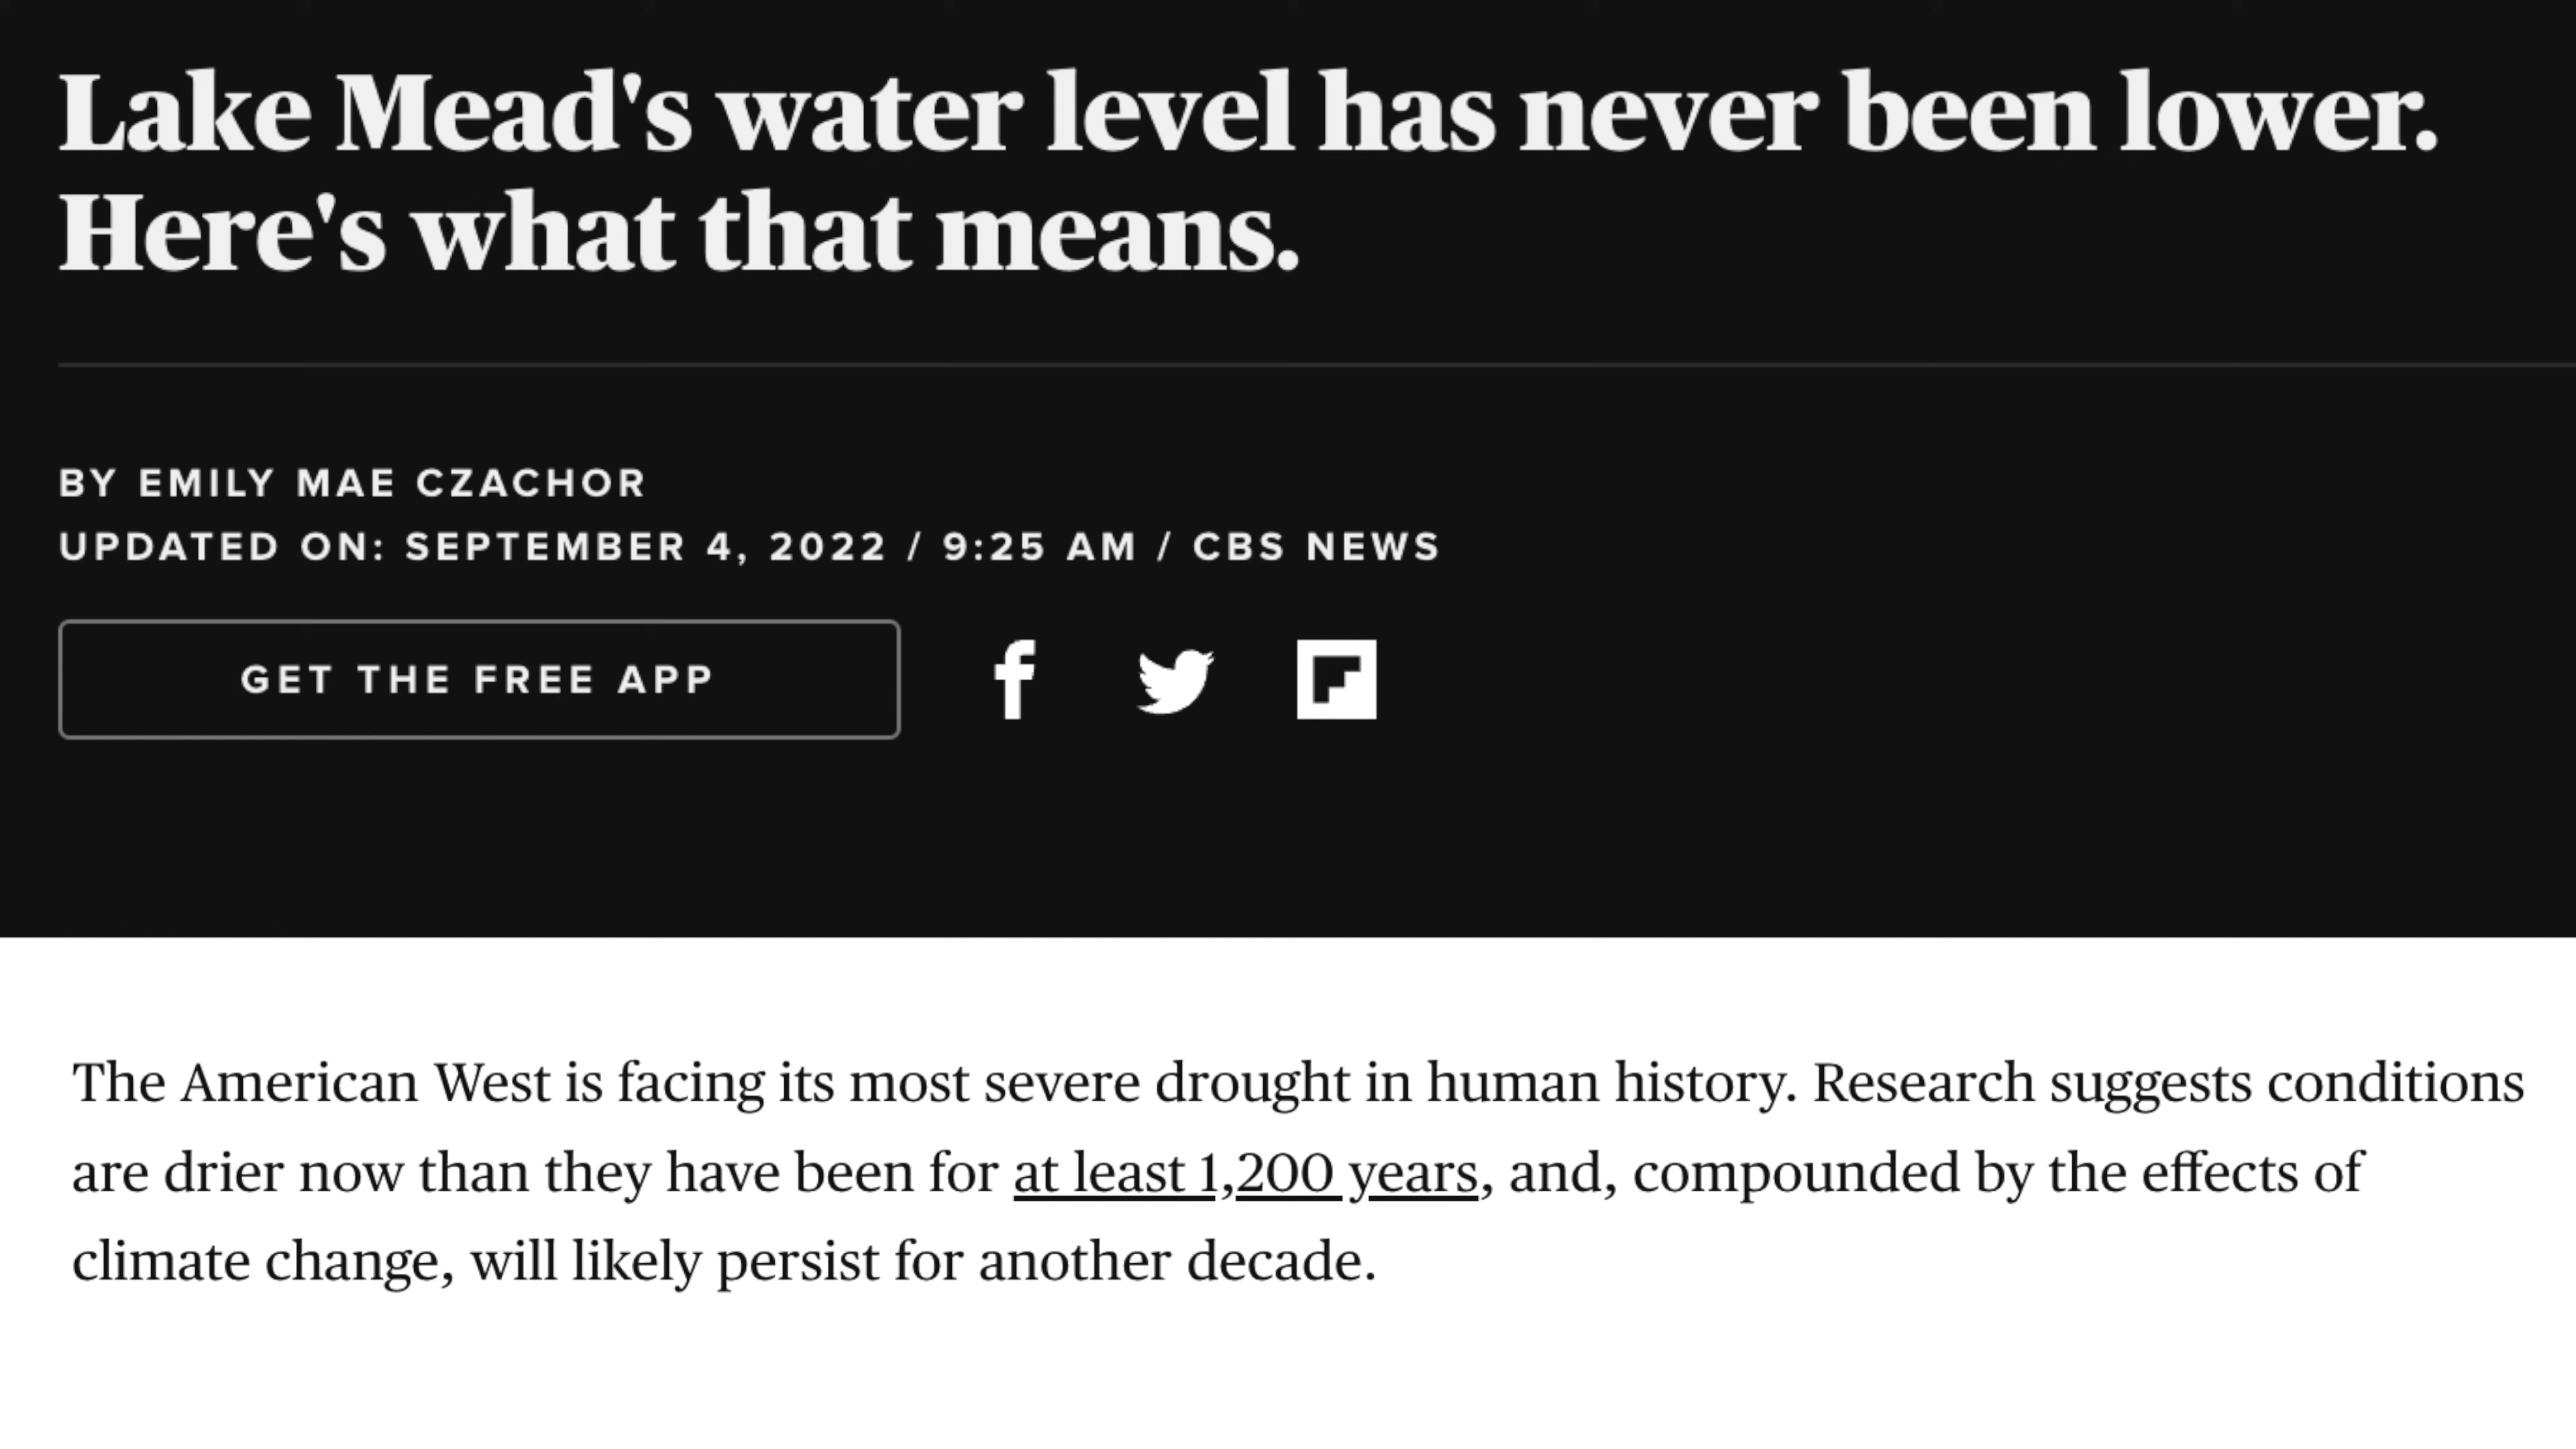 Lake Mead's water level has never been lower.
Here's what that means.
BY EMILY MAE CZACHOR
UPDATED ON: SEPTEMBER 4, 2022 / 9:25 AM / CBS NEWS
GET THE FREE APP
The American West is facing its most severe drought in human history. Research suggests conditions
are drier now than they have been for at least 1,200 years, and, compounded by the effects of
climate change, will likely persist for another decade.